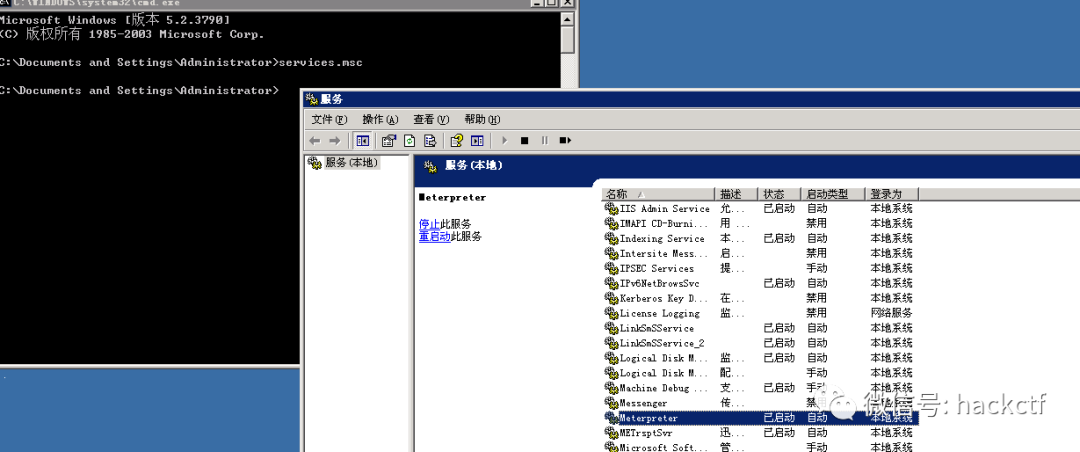 C:\WINDOWS\system32\cmd.exe
Microsoft Windows [版本 5.2.3790]
(C) 版权所有 1985-2003 Microsoft Corp.
C:\Documents and Settings\Administrator>services.msc
C:\Documents and Settings\Administrator>
服务
文件(F) 操作(A) 查看(V) 帮助(H)
服务(本地)
服务(本地)
Meterpreter
停止此服务
重启动此服务
名称 描述 状态 启动类型 登录为
IIS Admin Service 允... 已启动 自动 本地系统
IMAPI CD-Burni... 用 ... 禁用 本地系统
Indexing Service 本... 已启动 自动 本地系统
Intersite Mess... 启... 禁用 本地系统
IPSEC Services 提... 手动 本地系统
IPv6NetBrowsSvc 已启动 自动 本地系统
Kerberos Key D... 在... 禁用 本地系统
License Logging 监... 禁用 网络服务
LinkSmSService 已启动 自动 本地系统
LinkSmSService_2 已启动 自动 本地系统
Logical Disk M... 监... 已启动 自动 本地系统
Logical Disk M... 配... 手动 本地系统
Machine Debug ... 支... 已启动 手动 本地系统
Messenger 传... 禁用 本地系统
Meterpreter 已启动 自动 本地系统
METrsptSvr 迅... 已启动 自动 本地系统
Microsoft Soft... 管... 手动 本地系统
微信号: hackctf